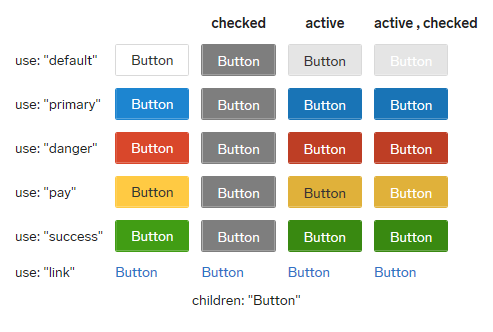 checked active active , checked
use: "default" Button Button Button Button
use: "primary" Button Button Button Button
use: "danger" Button Button Button Button
use: "pay" Button Button Button Button
use: "success" Button Button Button Button
use: "link" Button Button Button Button
children: "Button"